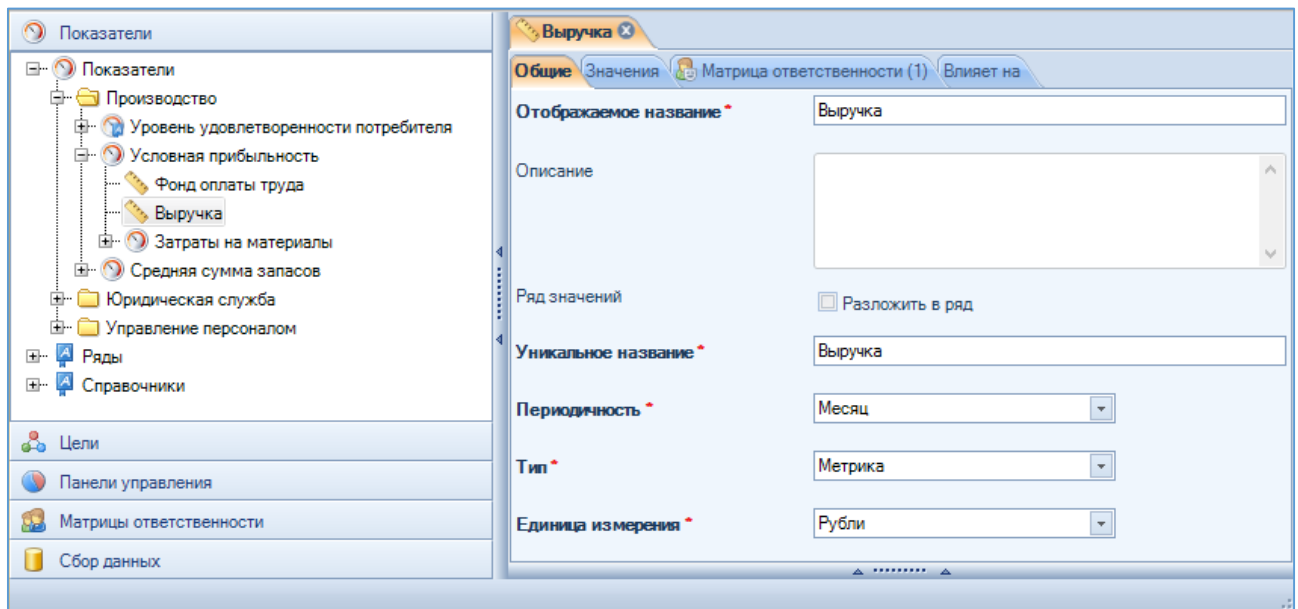 Показатели
Показатели
Производство
Уровень удовлетворенности потребителя
Условная прибыльность
Фонд оплаты труда
Выручка
Затраты на материалы
Средняя сумма запасов
Юридическая служба
Управление персоналом
Ряды
Справочники
Цели
Панели управления
Матрицы ответственности
Сбор данных
Выручка
Общие Значения Матрица ответственности (1) Влияет на
Отображаемое название * Выручка
Описание
Ряд значений Разложить в ряд
Уникальное название * Выручка
Периодичность * Месяц
Тип * Метрика
Единица измерения * Рубли